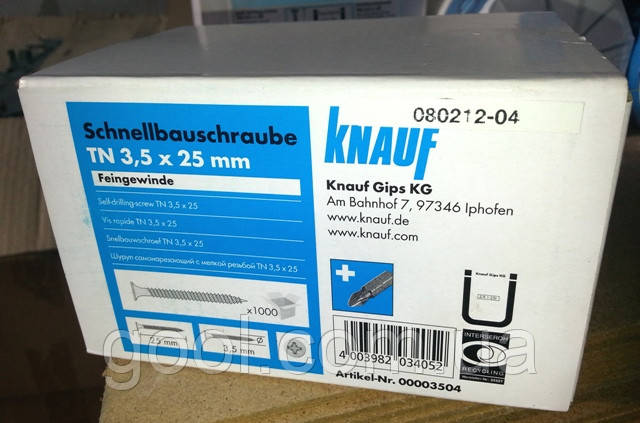 080212-04
Schnellbauschraube
TN 3,5 x 25 mm
Feingewinde
Self-drilling-screw TN 3,5 x 25
Vis rapide TN 3,5 x 25
Snelbouwschroef TN 3,5 x 25
Шуруп самонарезающий с мелкой резьбой TN 3,5 x 25
x1000
25 mm
3,5 mm
KNAUF
Knauf Gips KG
Am Bahnhof 7, 97346 Iphofen
www.knauf.de
www.knauf.com
Knauf Gips KG
4 003982 034052
Artikel-Nr. 00003504
INTERSEROH
RECYCLING
gool.com.ua